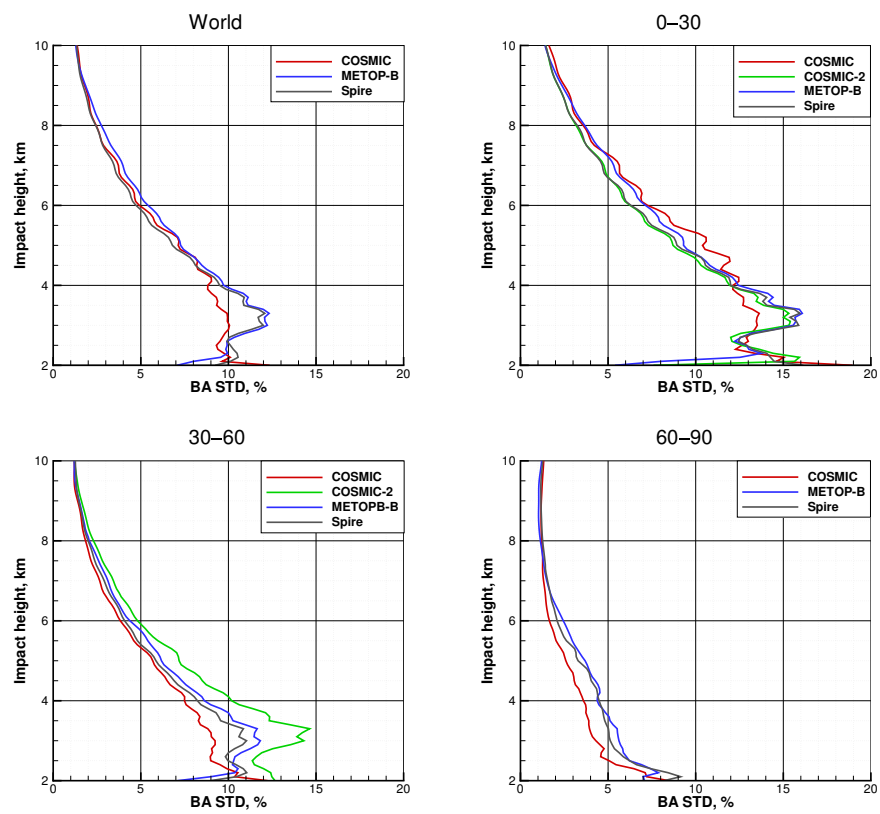 World
10
8
6
4
2
0
5
10
15
20
Impact height, km
BA STD, %
COSMIC
METOP-B
Spire
0–30
10
8
6
4
2
0
5
10
15
20
Impact height, km
BA STD, %
COSMIC
COSMIC-2
METOP-B
Spire
30–60
10
8
6
4
2
0
5
10
15
20
Impact height, km
BA STD, %
COSMIC
COSMIC-2
METOPB-B
Spire
60–90
10
8
6
4
2
0
5
10
15
20
Impact height, km
BA STD, %
COSMIC
METOP-B
Spire